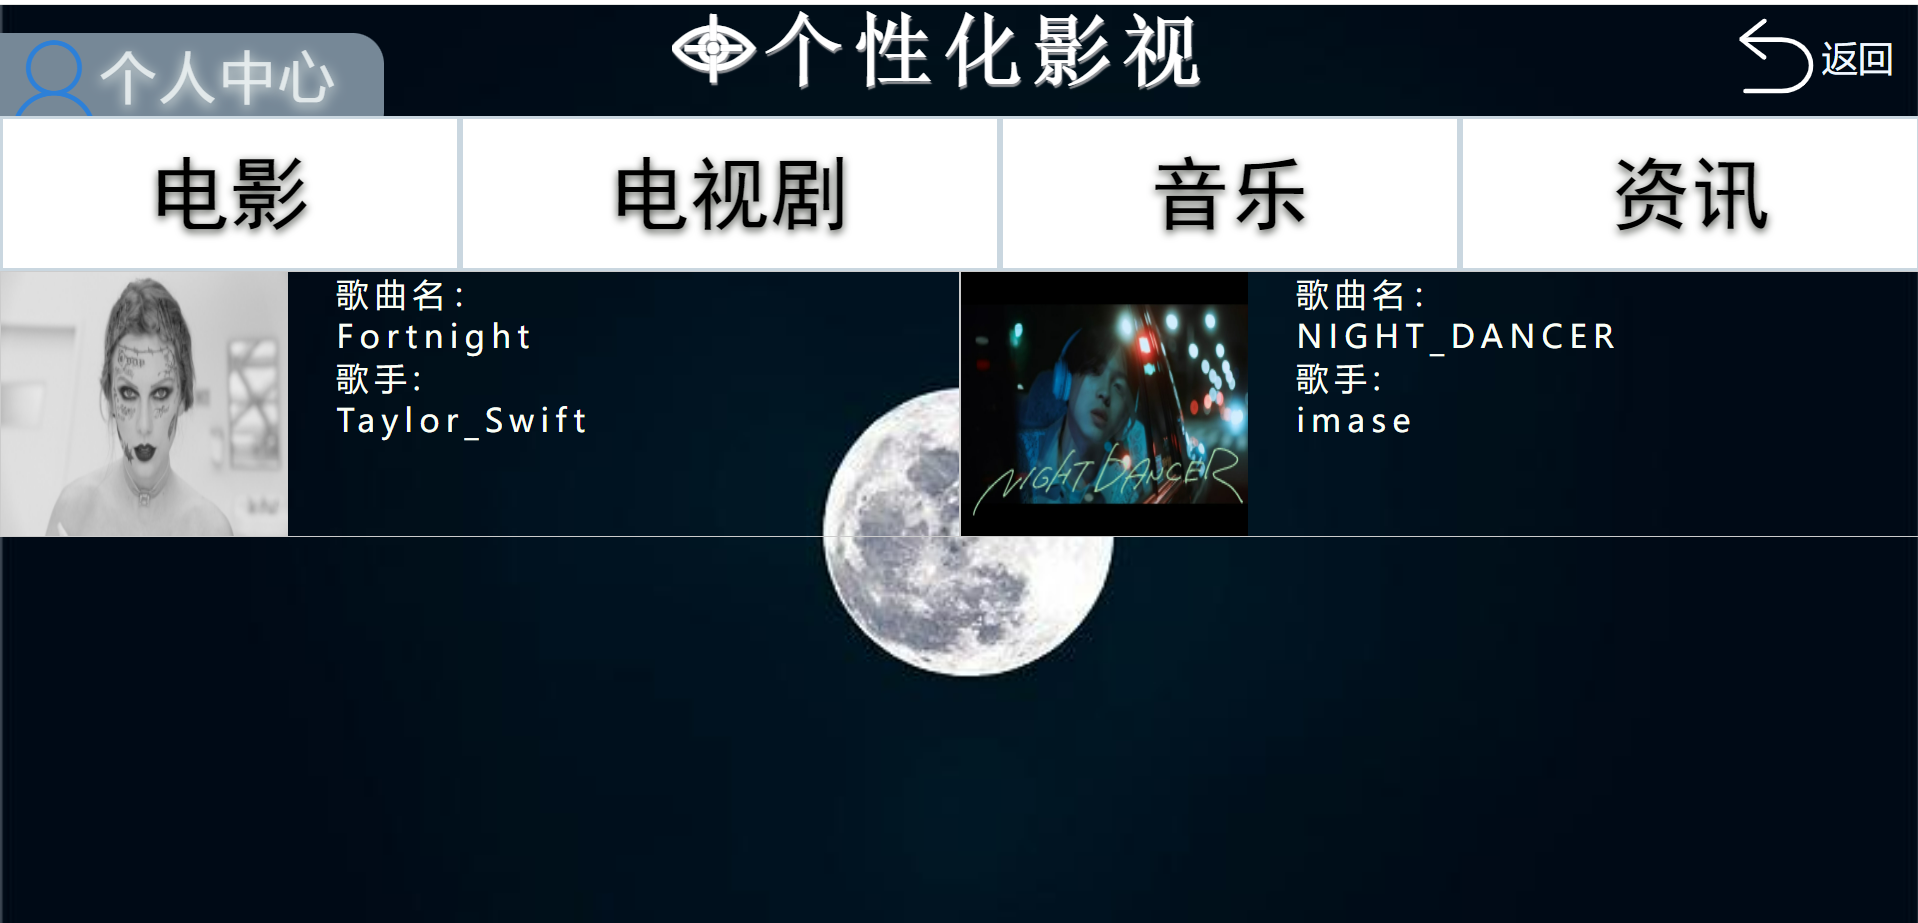 个性化影视
返回
个人中心
电影
电视剧
音乐
资讯
歌曲名：
Fortnight
歌手：
Taylor_Swift
NIGHT DANCER
歌曲名：
NIGHT_DANCER
歌手：
imase